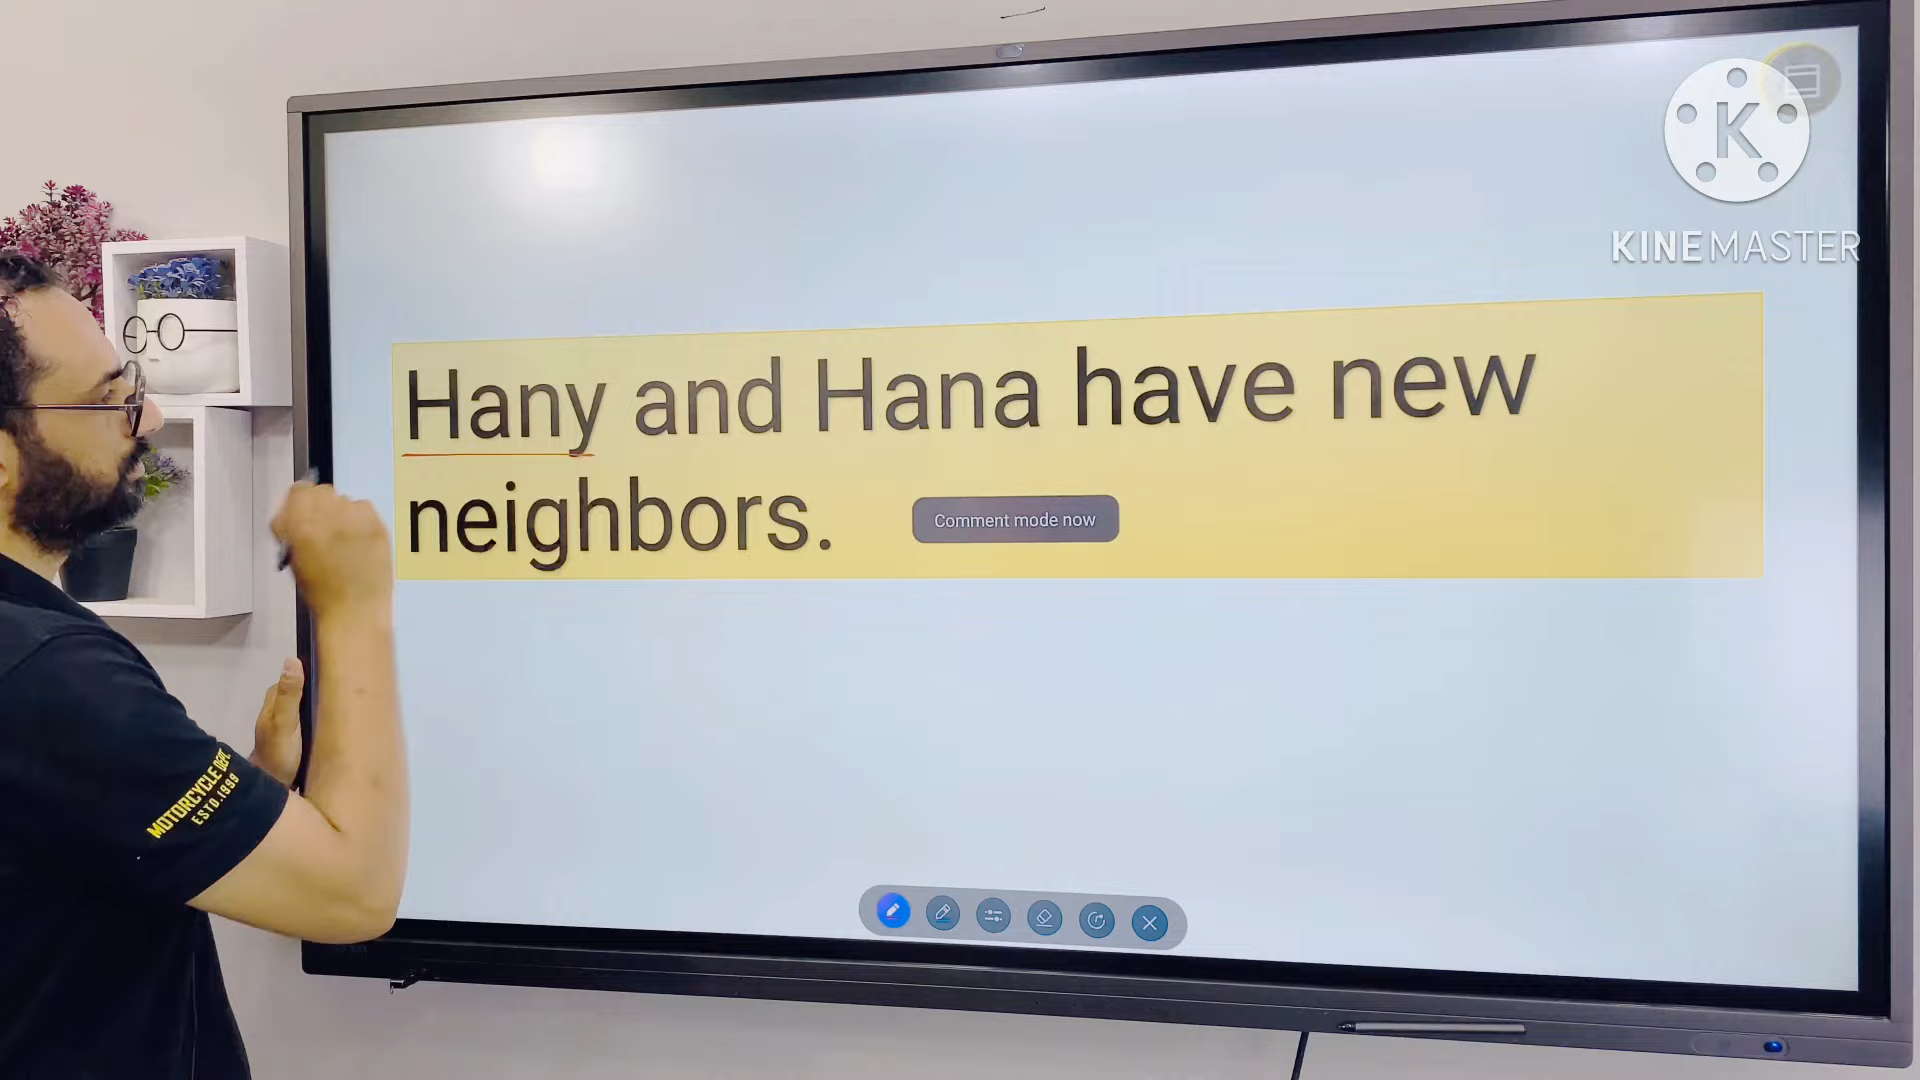 KINEMASTER
Hany and Hana have new
neighbors.
Comment mode now
MOTORCYCLE DEPT.
ESTD.1998